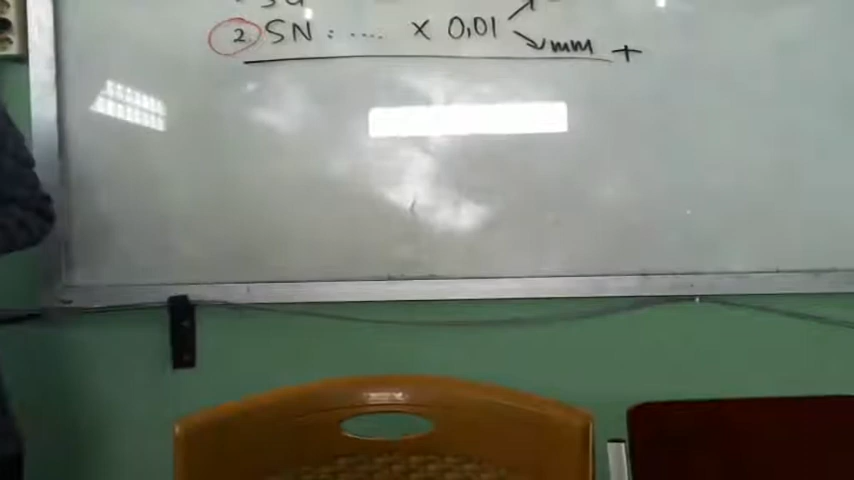 2. SN : ..... × 0,01 mm +